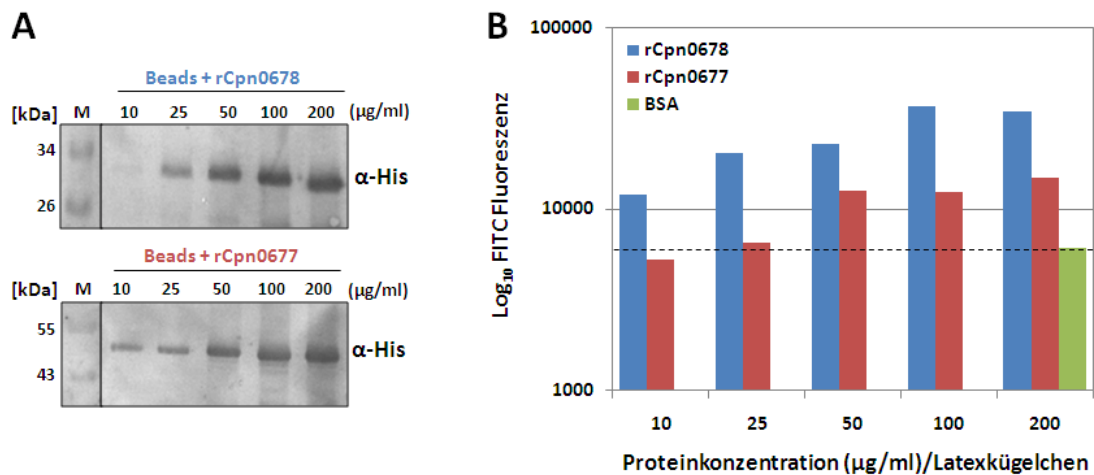 A
Beads + rCpn0678
[kDa] M 10 25 50 100 200 (µg/ml)
34
α-His
26
Beads + rCpn0677
[kDa] M 10 25 50 100 200 (µg/ml)
55
α-His
43
B
100000
10000
1000
Log₁₀ FITC Fluoreszenz
rCpn0678
rCpn0677
BSA
10 25 50 100 200
Proteinkonzentration (µg/ml)/Latexkügelchen